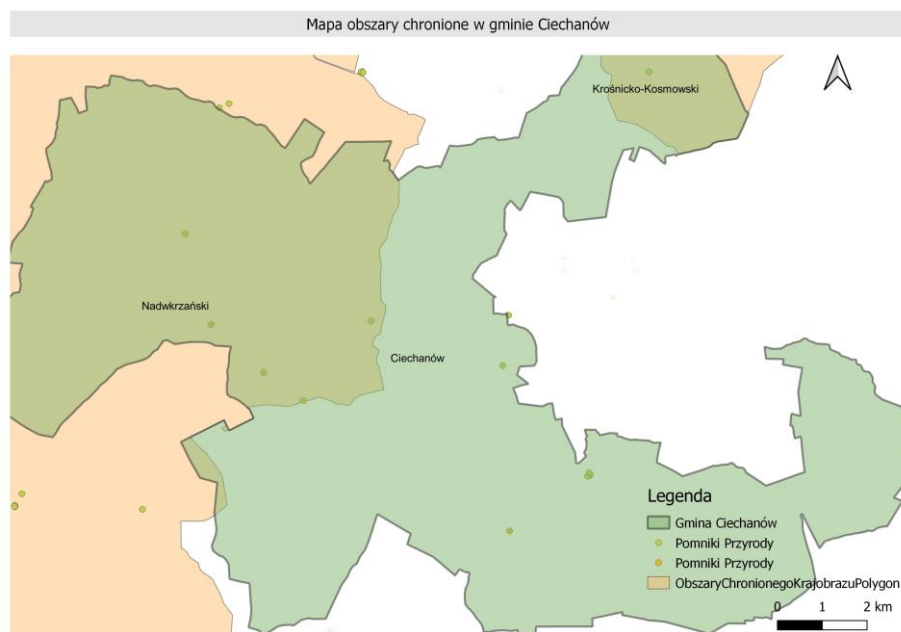 Mapa obszary chronione w gminie Ciechanów
Krośnicko-Kosmowski
Nadwkrzański
Ciechanów
Legenda
Gmina Ciechanów
Pomniki Przyrody
Pomniki Przyrody
ObszaryChronionegoKrajobrazuPolygon
0 1 2 km